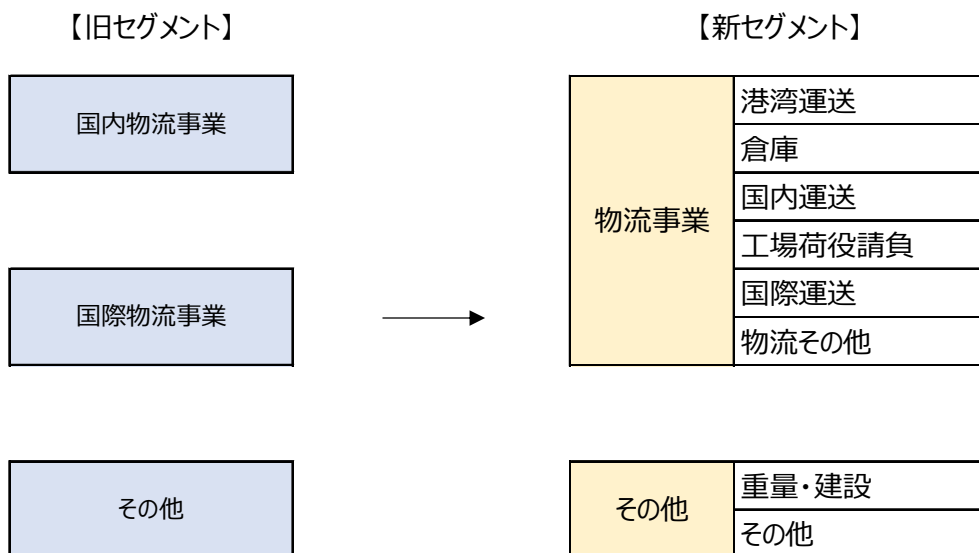 【旧セグメント】
【新セグメント】
国内物流事業
国際物流事業
その他
物流事業
港湾運送
倉庫
国内運送
工場荷役請負
国際運送
物流その他
その他
重量・建設
その他